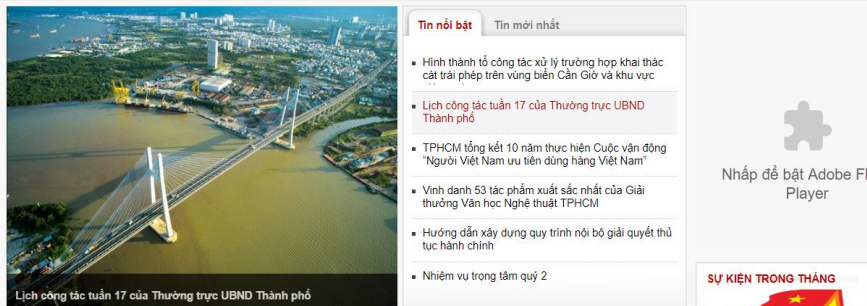 Tin nổi bật
Tin mới nhất
Hình thành tổ công tác xử lý trường hợp khai thác
cát trái phép trên vùng biển Cần Giờ và khu vực
Lịch công tác tuần 17 của Thường trực UBND
Thành phố
TPHCM tổng kết 10 năm thực hiện Cuộc vận động
"Người Việt Nam ưu tiên dùng hàng Việt Nam"
Vinh danh 53 tác phẩm xuất sắc nhất của Giải
thưởng Văn học Nghệ thuật TPHCM
Hướng dẫn xây dựng quy trình nội bộ giải quyết thủ
tục hành chính
Nhiệm vụ trọng tâm quý 2
Lịch công tác tuần 17 của Thường trực UBND Thành phố
Nhấp để bật Adobe Fl
Player
SỰ KIỆN TRONG THÁNG